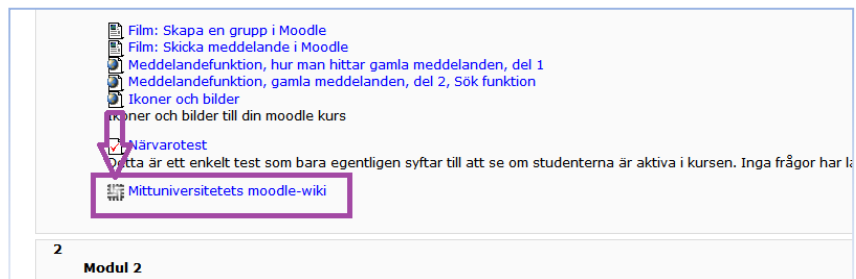 Film: Skapa en grupp i Moodle
Film: Skicka meddelande i Moodle
Meddelandefunktion, hur man hittar gamla meddelanden, del 1
Meddelandefunktion, gamla meddelanden, del 2, Sök funktion
Ikoner och bilder
Ikoner och bilder till din moodle kurs
Närvarotest
Detta är ett enkelt test som bara egentligen syftar till att se om studenterna är aktiva i kursen. Inga frågor har
Mittuniversitetets moodle-wiki
2
Modul 2